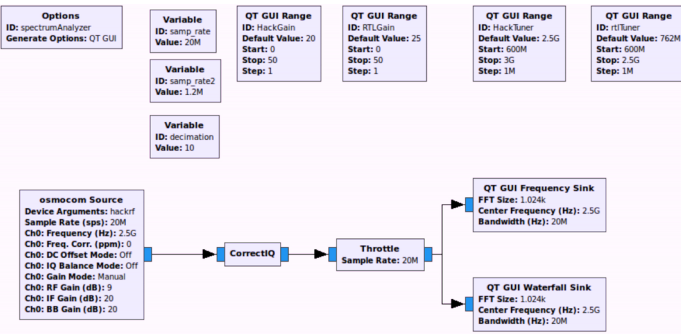 Options
ID: spectrumAnalyzer
Generate Options: QT GUI
Variable
ID: samp_rate
Value: 20M
Variable
ID: samp_rate2
Value: 1.2M
Variable
ID: decimation
Value: 10
QT GUI Range
ID: HackGain
Default Value: 20
Start: 0
Stop: 50
Step: 1
QT GUI Range
ID: RTLGain
Default Value: 25
Start: 0
Stop: 50
Step: 1
QT GUI Range
ID: HackTuner
Default Value: 2.5G
Start: 600M
Stop: 3G
Step: 1M
QT GUI Range
ID: rtlTuner
Default Value: 762M
Start: 600M
Stop: 2.5G
Step: 1M
osmocom Source
Device Arguments: hackrf
Sample Rate (sps): 20M
Ch0: Frequency (Hz): 2.5G
Ch0: Freq. Corr. (ppm): 0
Ch0: DC Offset Mode: Off
Ch0: IQ Balance Mode: Off
Ch0: Gain Mode: Manual
Ch0: RF Gain (dB): 9
Ch0: IF Gain (dB): 20
Ch0: BB Gain (dB): 20
CorrectIQ
Throttle
Sample Rate: 20M
QT GUI Frequency Sink
FFT Size: 1.024k
Center Frequency (Hz): 2.5G
Bandwidth (Hz): 20M
QT GUI Waterfall Sink
FFT Size: 1.024k
Center Frequency (Hz): 2.5G
Bandwidth (Hz): 20M